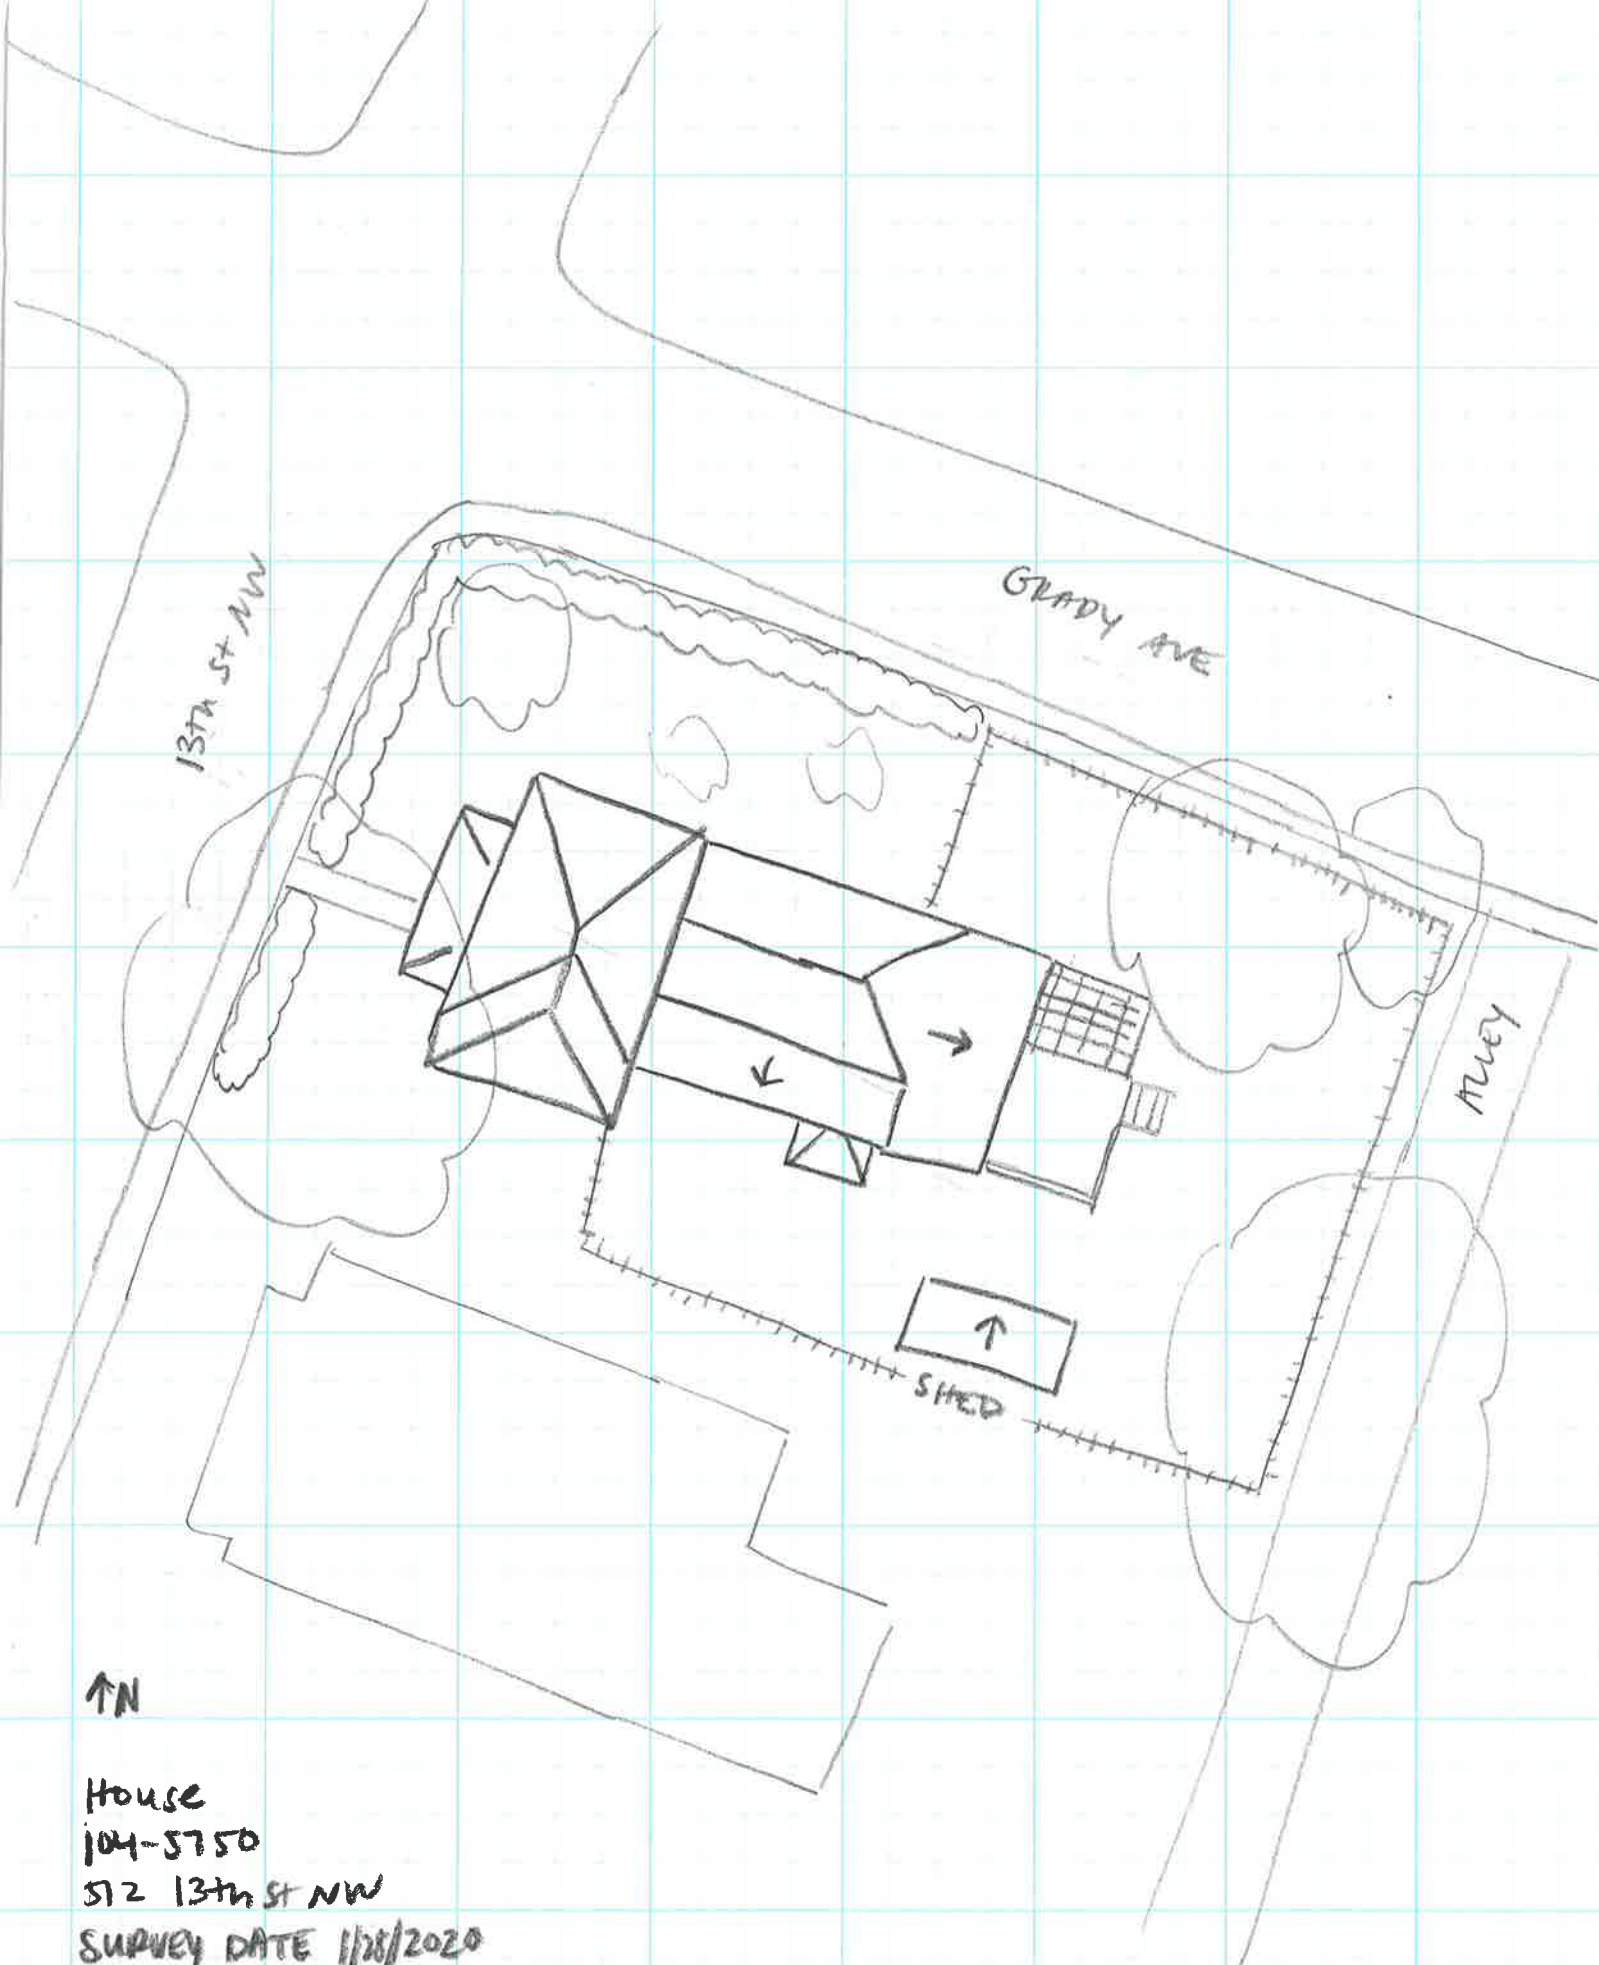 GRADY AVE
13th St NW
ALLEY
SHED
↑N
House
104-5750
512 13th St NW
SURVEY DATE 1/28/2020